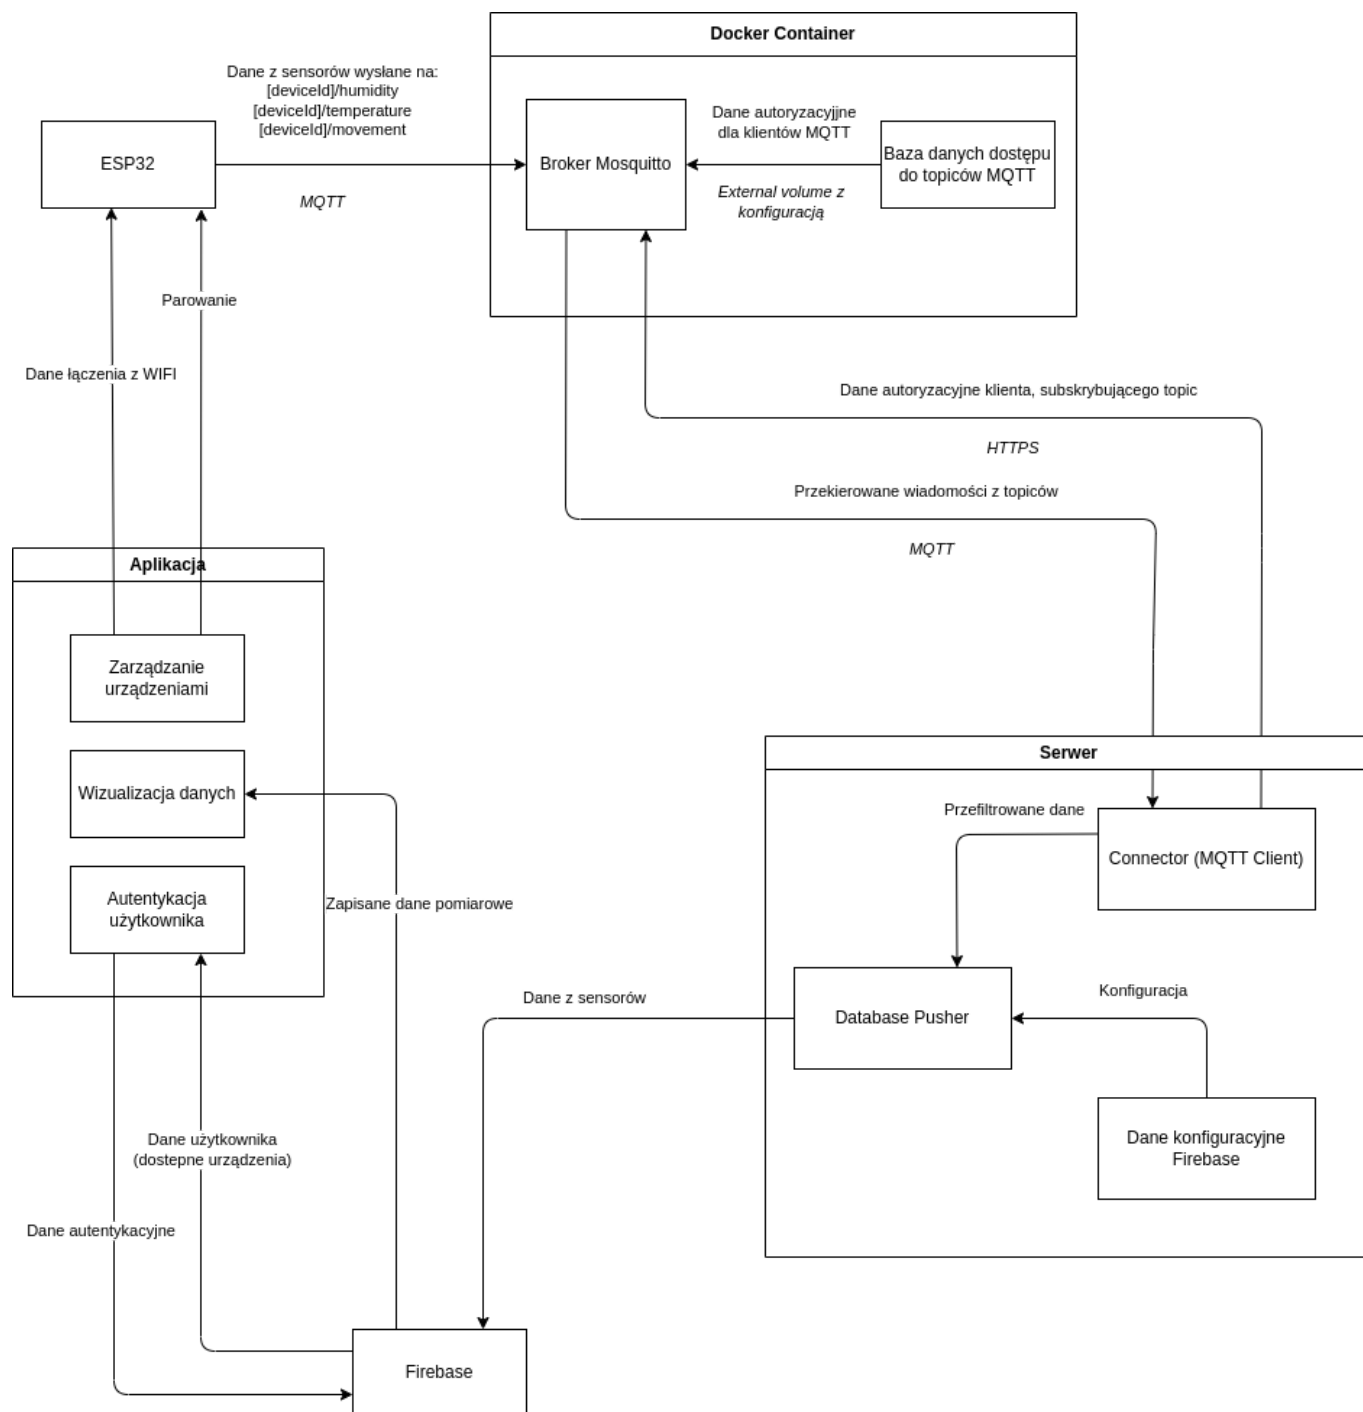 Docker Container
Dane z sensorów wysłane na:
[deviceId]/humidity
[deviceId]/temperature
[deviceId]/movement
ESP32
MQTT
Broker Mosquitto
Dane autoryzacyjjne
dla klientów MQTT
External volume z
konfiguracją
Baza danych dostępu
do topiców MQTT
Parowanie
Dane łączenia z WIFI
Dane autoryzacyjne klienta, subskrybującego topic
HTTPS
Przekierowane wiadomości z topiców
MQTT
Aplikacja
Zarządzanie
urządzeniami
Wizualizacja danych
Autentykacja
użytkownika
Zapisane dane pomiarowe
Serwer
Przefiltrowane dane
Connector (MQTT Client)
Dane z sensorów
Database Pusher
Konfiguracja
Dane konfiguracyjne
Firebase
Dane użytkownika
(dostepne urządzenia)
Dane autentykacyjne
Firebase